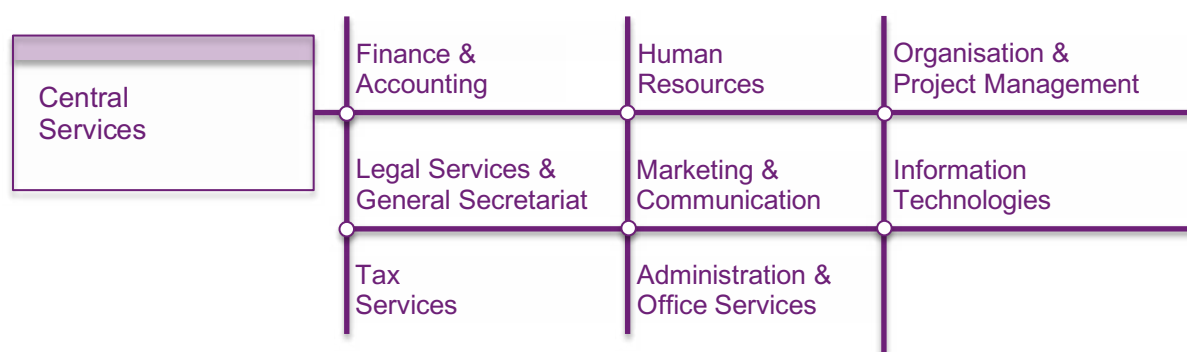 Central
Services
Finance &
Accounting
Human
Resources
Organisation &
Project Management
Legal Services &
General Secretariat
Marketing &
Communication
Information
Technologies
Tax
Services
Administration &
Office Services